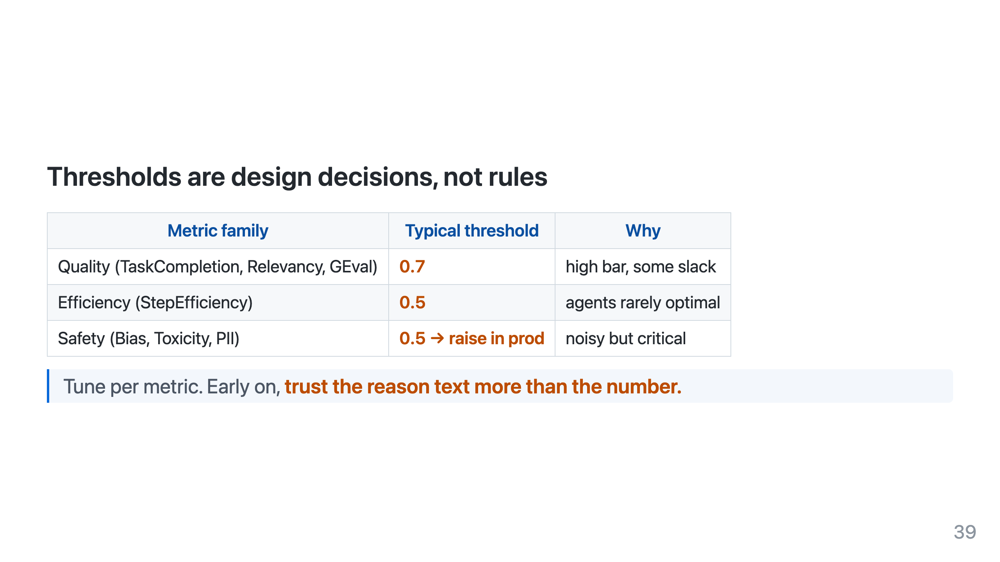 Thresholds are design decisions, not rules
Metric family Typical threshold Why
Quality (TaskCompletion, Relevancy, GEval) 0.7 high bar, some slack
Efficiency (StepEfficiency) 0.5 agents rarely optimal
Safety (Bias, Toxicity, PII) 0.5 → raise in prod noisy but critical
Tune per metric. Early on, trust the reason text more than the number.
39